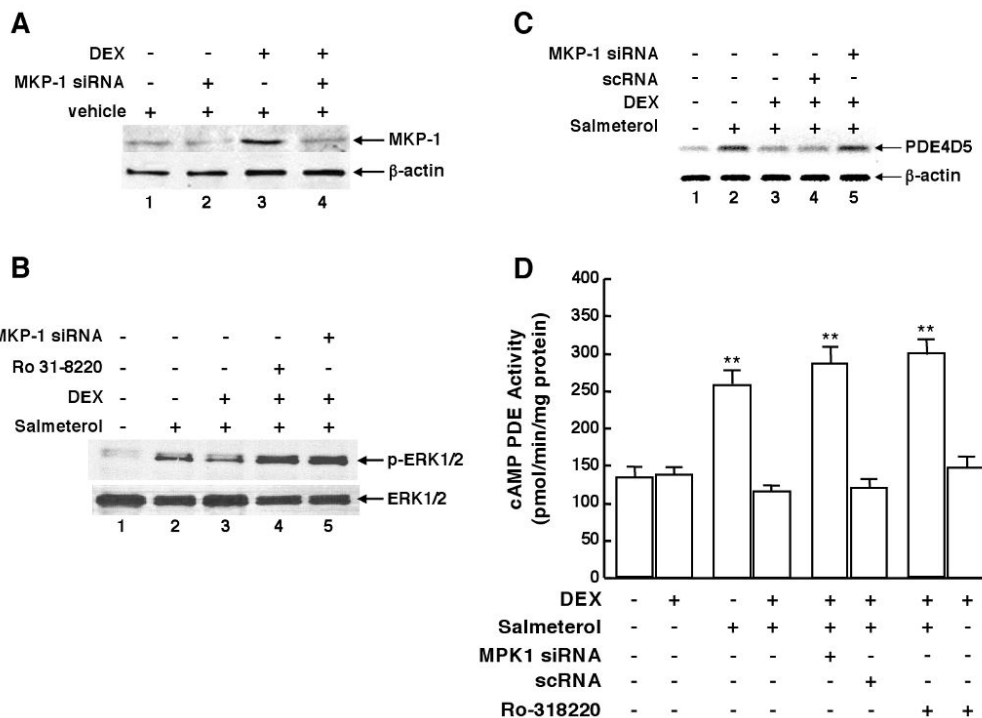 A
DEX - - + +
MKP-1 siRNA - + - +
vehicle + + + +
MKP-1
β-actin
1 2 3 4
B
MKP-1 siRNA - - - - +
Ro 31-8220 - - - + -
DEX - - + + +
Salmeterol - + + + +
p-ERK1/2
ERK1/2
1 2 3 4 5
C
MKP-1 siRNA - - - - +
scRNA - - - + -
DEX - - + + +
Salmeterol - + + + +
PDE4D5
β-actin
1 2 3 4 5
D
cAMP PDE Activity
(pmol/min/mg protein)
400
350
300
250
200
150
100
50
0
** ** **
DEX - + - + + + + +
Salmeterol - - + + + + + -
MPK1 siRNA - - - - + - - -
scRNA - - - - - + - -
Ro-318220 - - - - - - + +